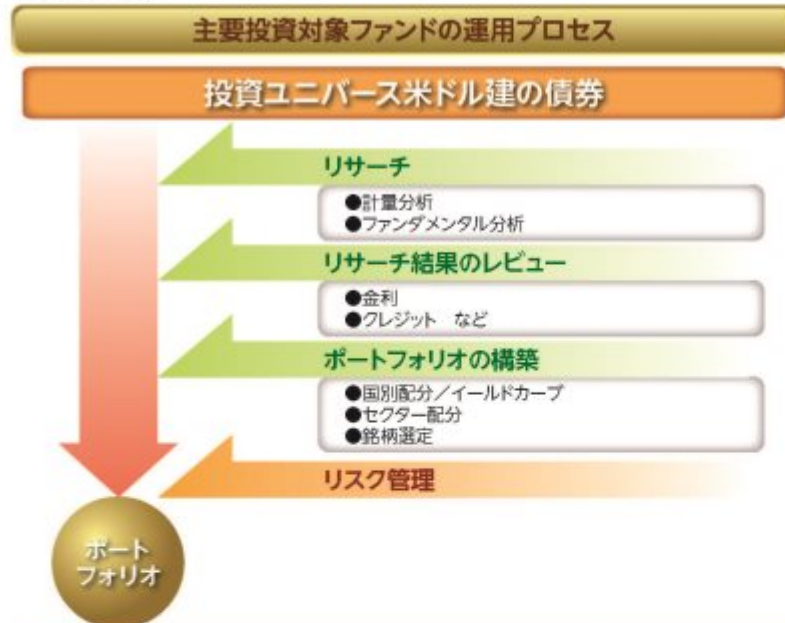 主要投資対象ファンドの運用プロセス
投資ユニバース米ドル建の債券
リサーチ
●計量分析
●ファンダメンタル分析
リサーチ結果のレビュー
●金利
●クレジット　など
ポートフォリオの構築
●国別配分／イールドカーブ
●セクター配分
●銘柄選定
リスク管理
ポート
フォリオ